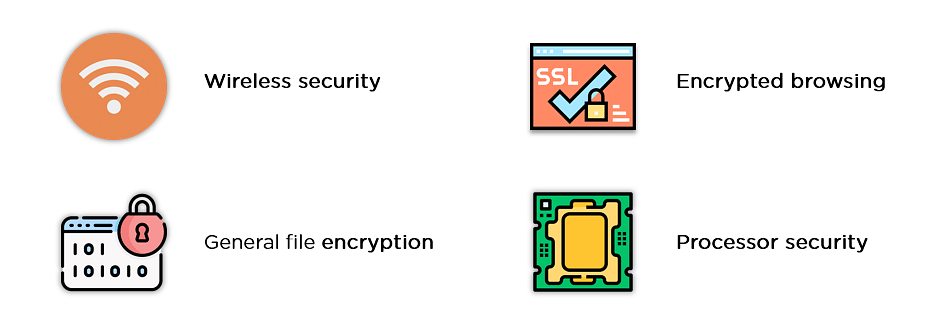 Wireless security
SSL
Encrypted browsing
101
101010
General file encryption
Processor security